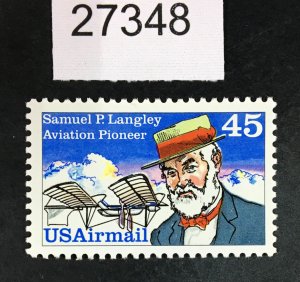 27348
Samuel P. Langley
Aviation Pioneer
45
USAirmail